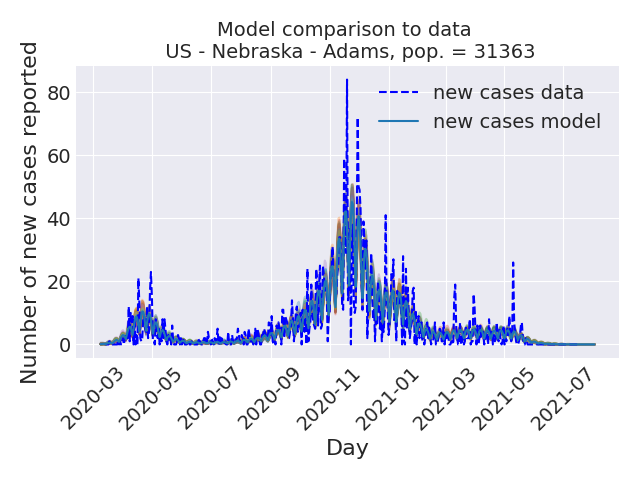 Model comparison to data
US - Nebraska - Adams, pop. = 31363
new cases data
new cases model
Number of new cases reported
80
60
40
20
0
2020-03
2020-05
2020-07
2020-09
2020-11
2021-01
2021-03
2021-05
2021-07
Day